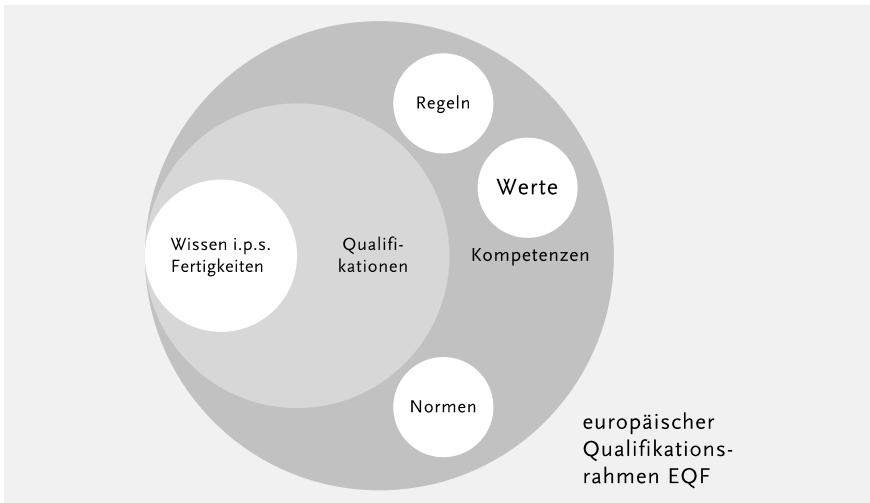 Regeln
Werte
Wissen i.p.s.
Fertigkeiten
Qualifi-
kationen
Kompetenzen
Normen
europäischer
Qualifikations-
rahmen EQF